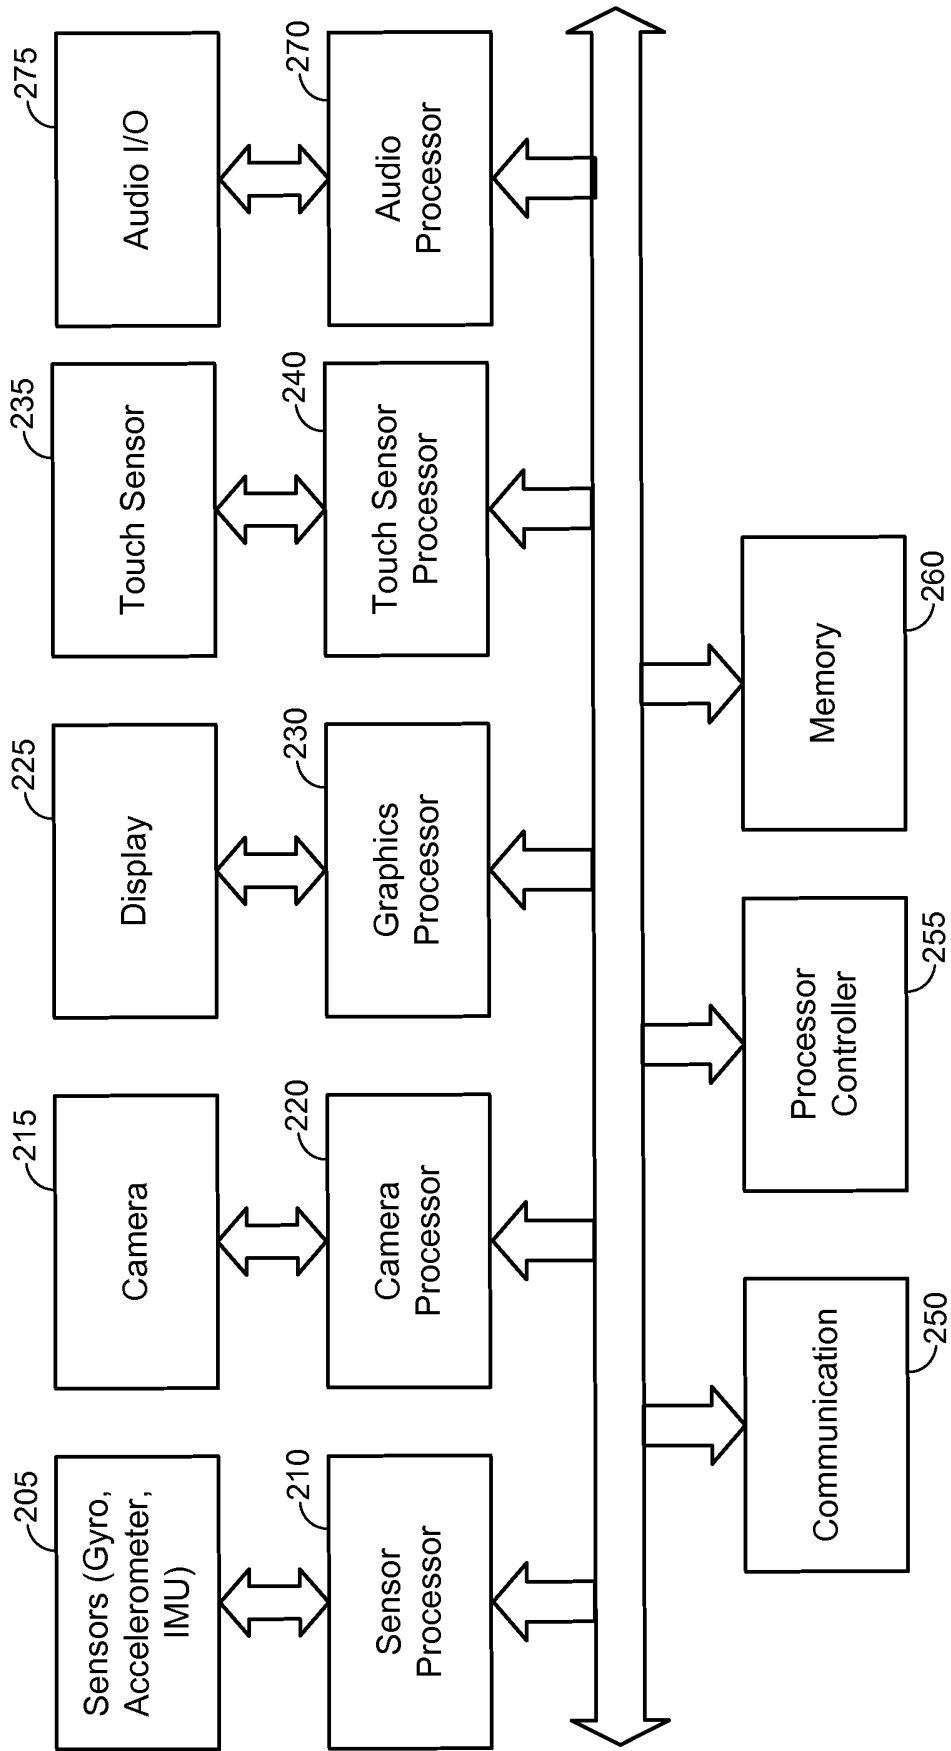 205
Sensors (Gyro,
Accelerometer,
IMU)
215
Camera
225
Display
235
Touch Sensor
275
Audio I/O
210
Sensor
Processor
220
Camera
Processor
230
Graphics
Processor
240
Touch Sensor
Processor
270
Audio
Processor
Communication
250
Processor
Controller
255
Memory
260